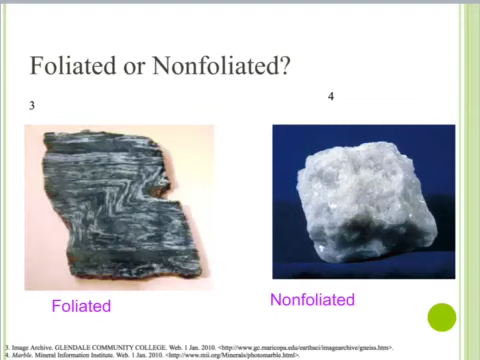 Foliated or Nonfoliated?
3
4
Foliated
Nonfoliated
3. Image Archive. GLENDALE COMMUNITY COLLEGE. Web. 1 Jan. 2010. <http://www.gc.maricopa.edu/earthsci/imagearchive/gneiss.htm>.
4. Marble. Mineral Information Institute. Web. 1 Jan. 2010. <http://www.mii.org/Minerals/photomarble.html>.